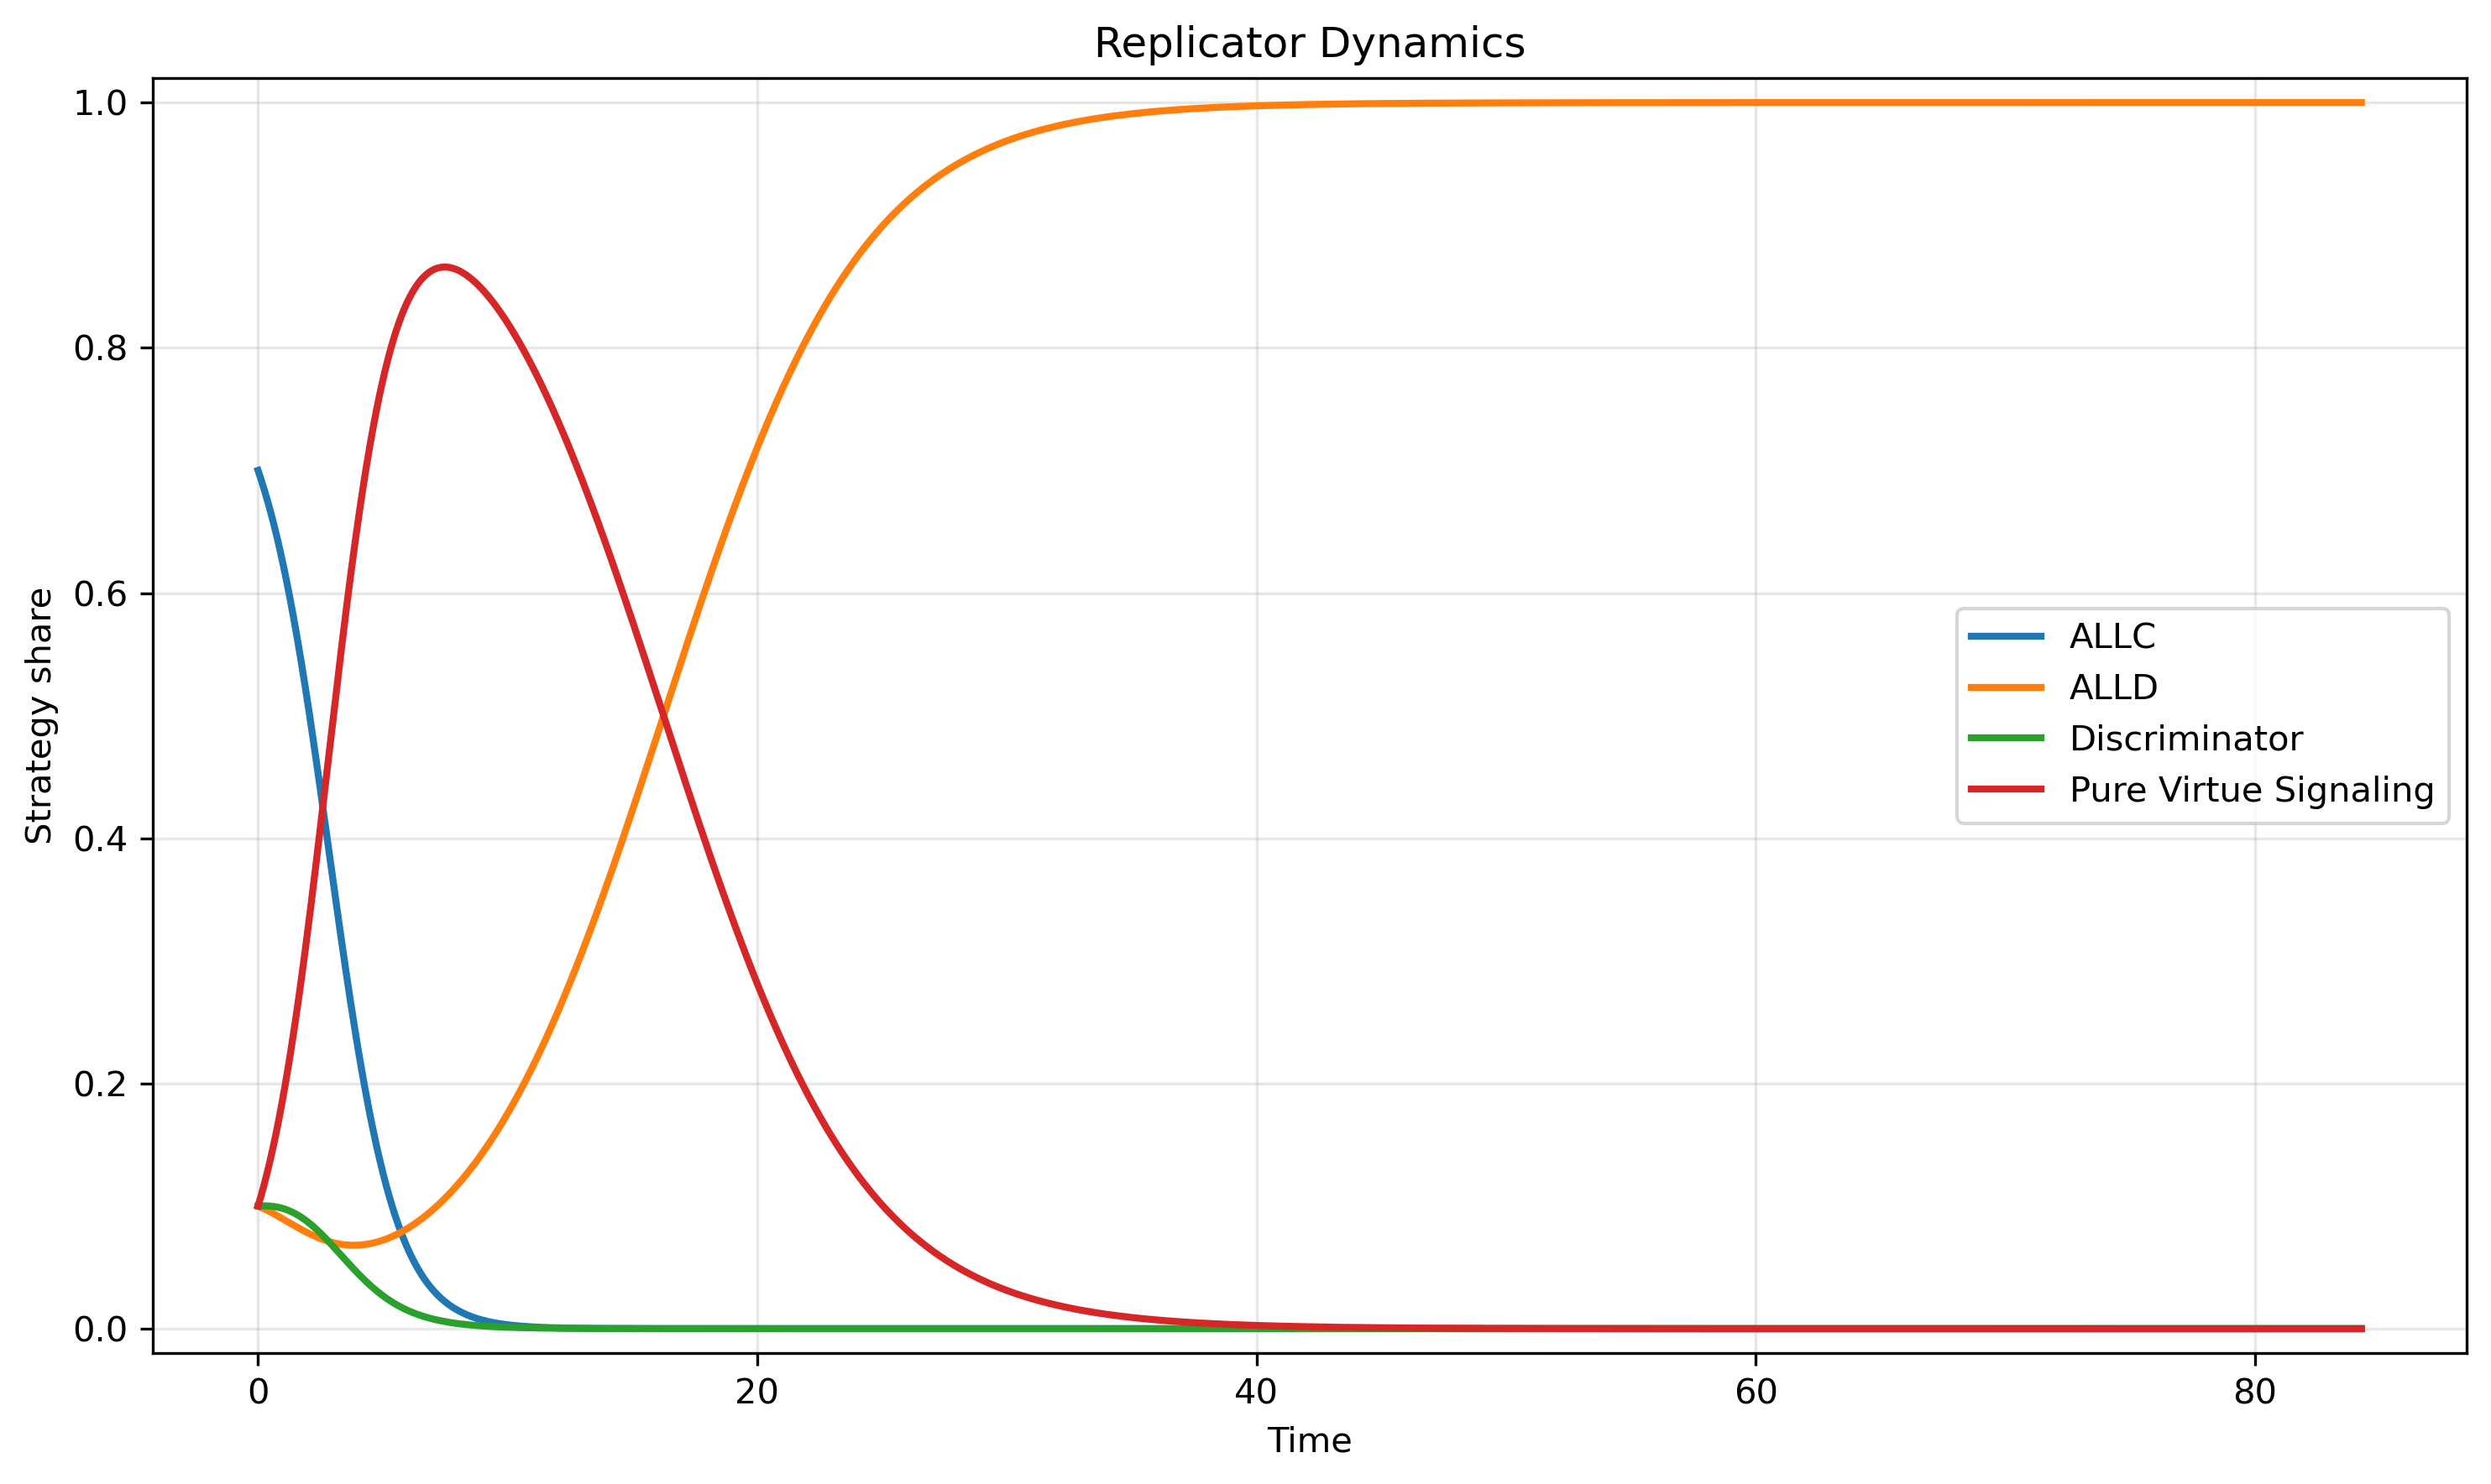 Replicator Dynamics
1.0
0.8
0.6
0.4
0.2
0.0
Strategy share
ALLC
ALLD
Discriminator
Pure Virtue Signaling
0 20 40 60 80
Time